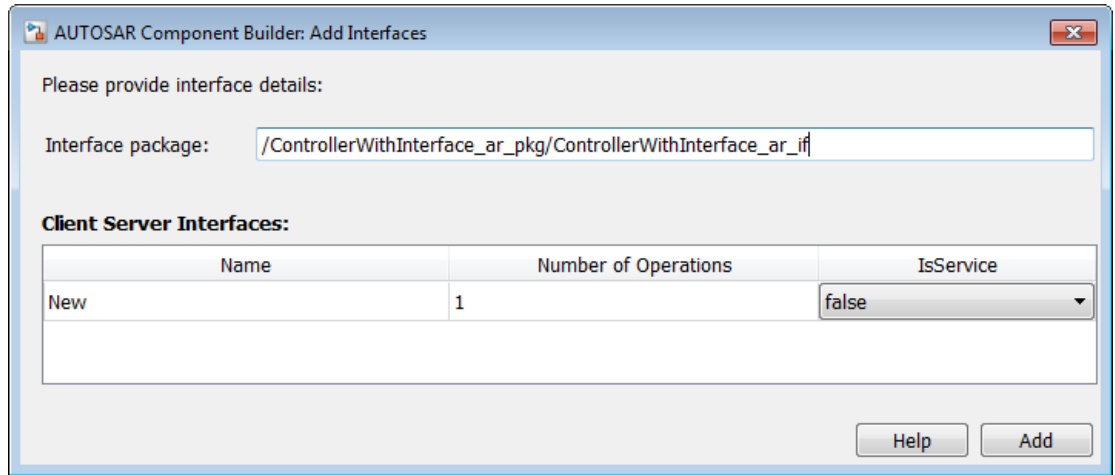 AUTOSAR Component Builder: Add Interfaces
Please provide interface details:
Interface package: /ControllerWithInterface_ar_pkg/ControllerWithInterface_ar_if
Client Server Interfaces:
Name Number of Operations IsService
New 1 false
Help Add